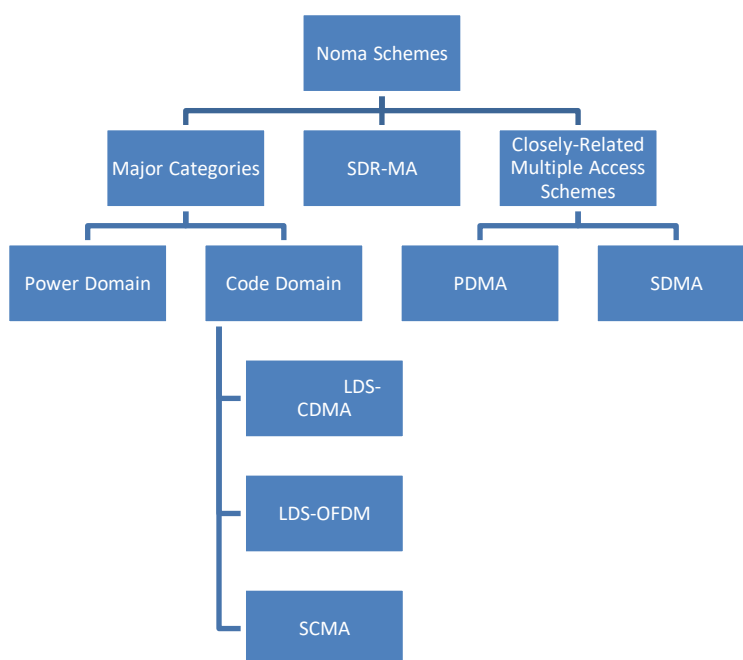 Noma Schemes
Major Categories
SDR-MA
Closely-Related
Multiple Access
Schemes
Power Domain
Code Domain
PDMA
SDMA
LDS-
CDMA
LDS-OFDM
SCMA